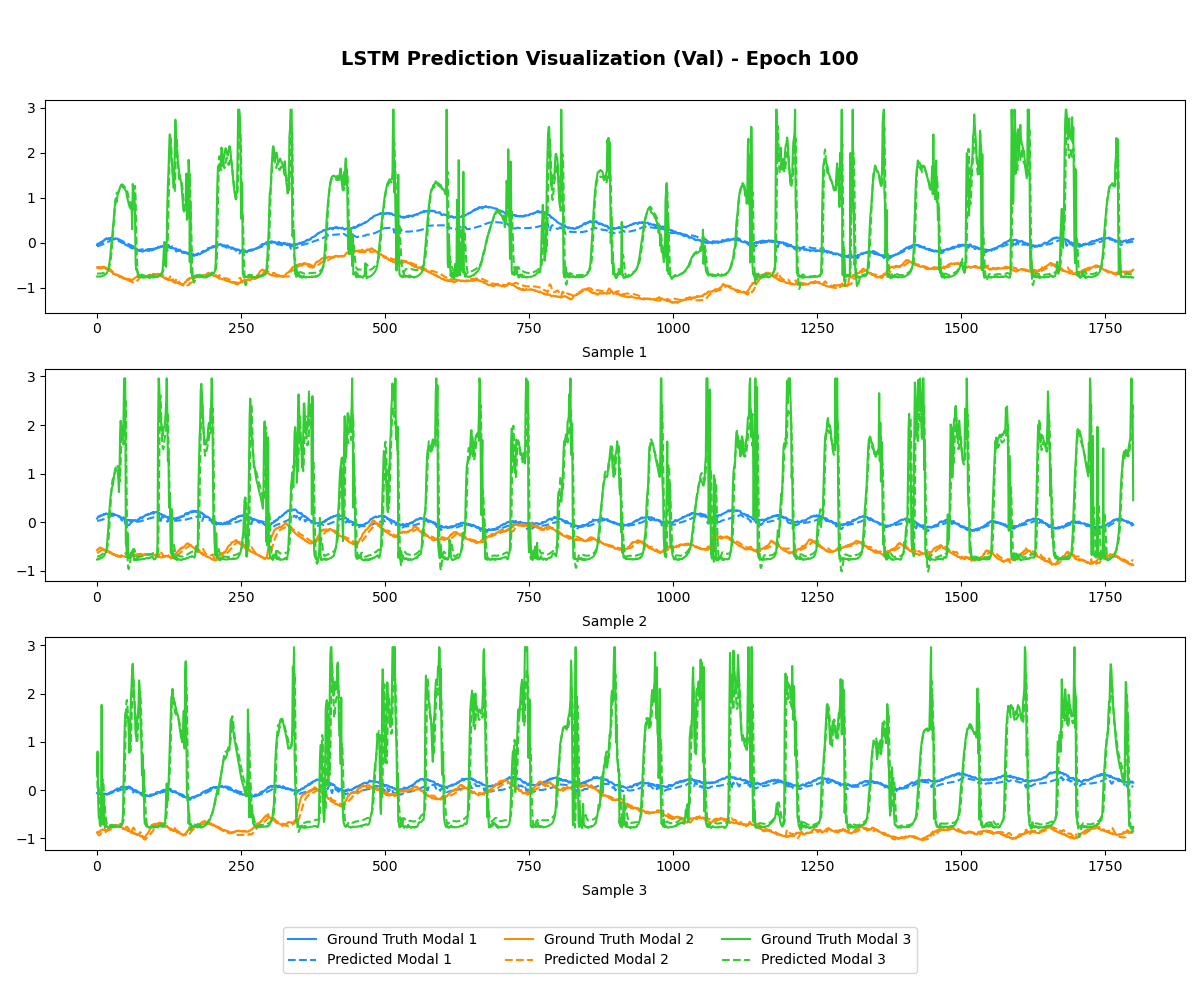 LSTM Prediction Visualization (Val) - Epoch 100
3
2
1
0
−1
0 250 500 750 1000 1250 1500 1750
Sample 1
3
2
1
0
−1
0 250 500 750 1000 1250 1500 1750
Sample 2
3
2
1
0
−1
0 250 500 750 1000 1250 1500 1750
Sample 3
Ground Truth Modal 1 Ground Truth Modal 2 Ground Truth Modal 3
Predicted Modal 1 Predicted Modal 2 Predicted Modal 3